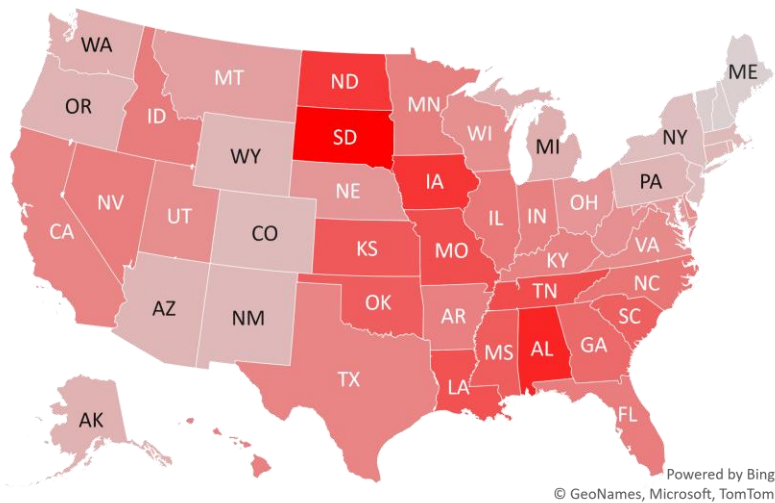 WA
ME
MT
ND
MN
OR
ID
WI
SD
NY
MI
WY
IA
PA
NE
OH
IL
IN
NV
UT
CO
CA
KS
MO
VA
KY
NC
TN
OK
AZ
NM
AR
SC
MS
AL
GA
TX
LA
FL
AK
Powered by Bing
© GeoNames, Microsoft, TomTom